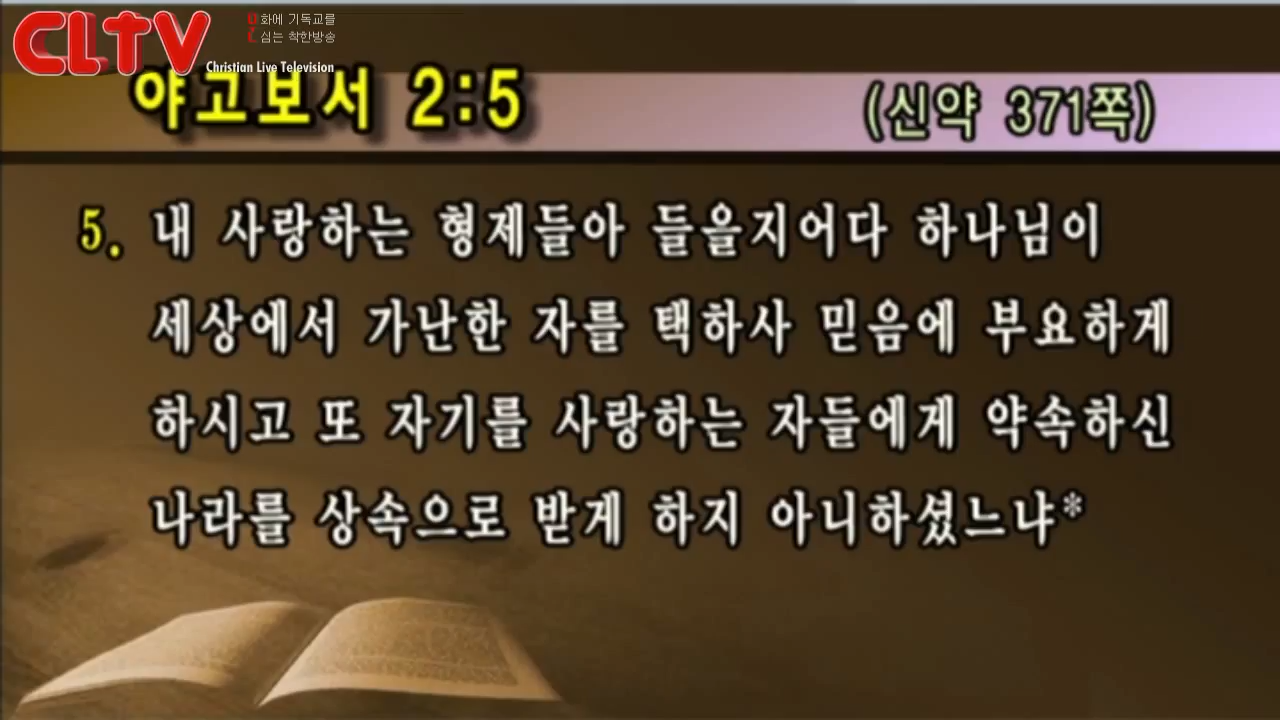 CLTV
화에 기독교를
심는 착한방송
Christian Live Television
야고보서 2:5
(신약 371쪽)
5. 내 사랑하는 형제들아 들을지어다 하나님이
세상에서 가난한 자를 택하사 믿음에 부요하게
하시고 또 자기를 사랑하는 자들에게 약속하신
나라를 상속으로 받게 하지 아니하셨느냐*